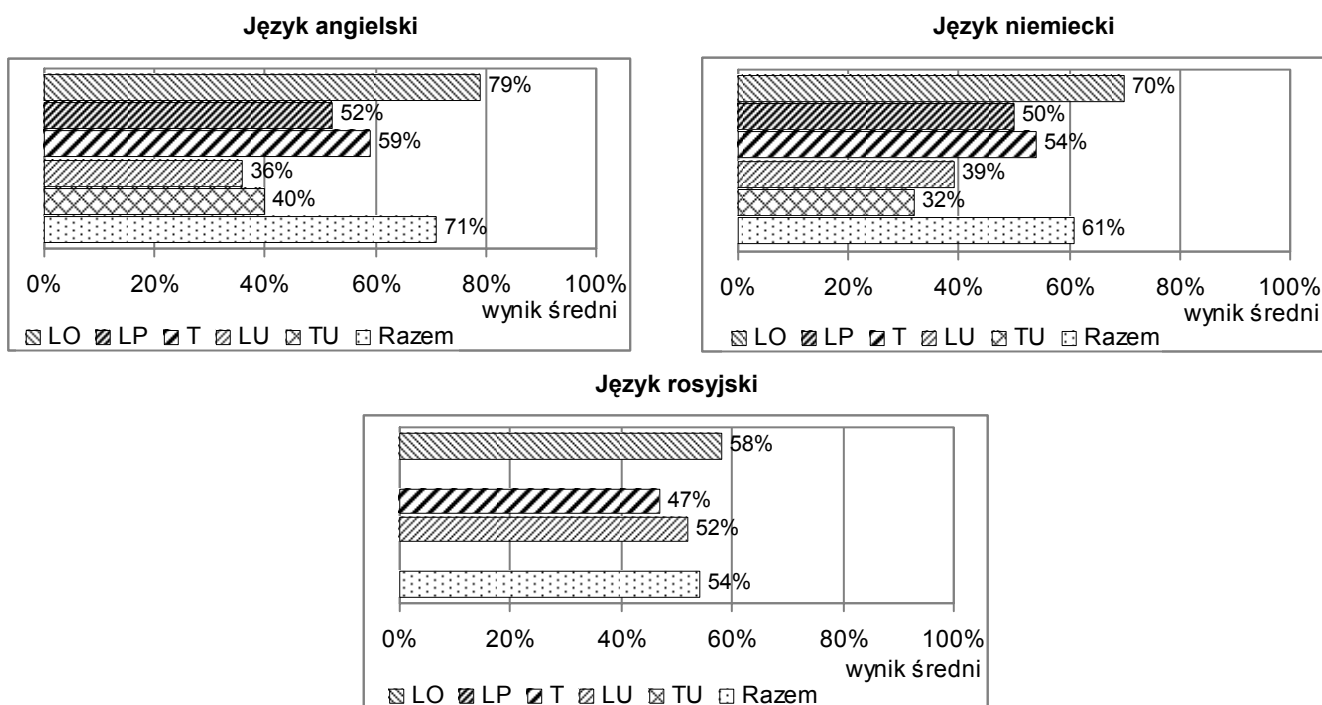 Język angielski
79%
52%
59%
36%
40%
71%
0% 20% 40% 60% 80% 100%
wynik średni
LO LP T LU TU Razem
Język niemiecki
70%
50%
54%
39%
32%
61%
0% 20% 40% 60% 80% 100%
wynik średni
LO LP T LU TU Razem
Język rosyjski
58%
47%
52%
54%
0% 20% 40% 60% 80% 100%
wynik średni
LO LP T LU TU Razem